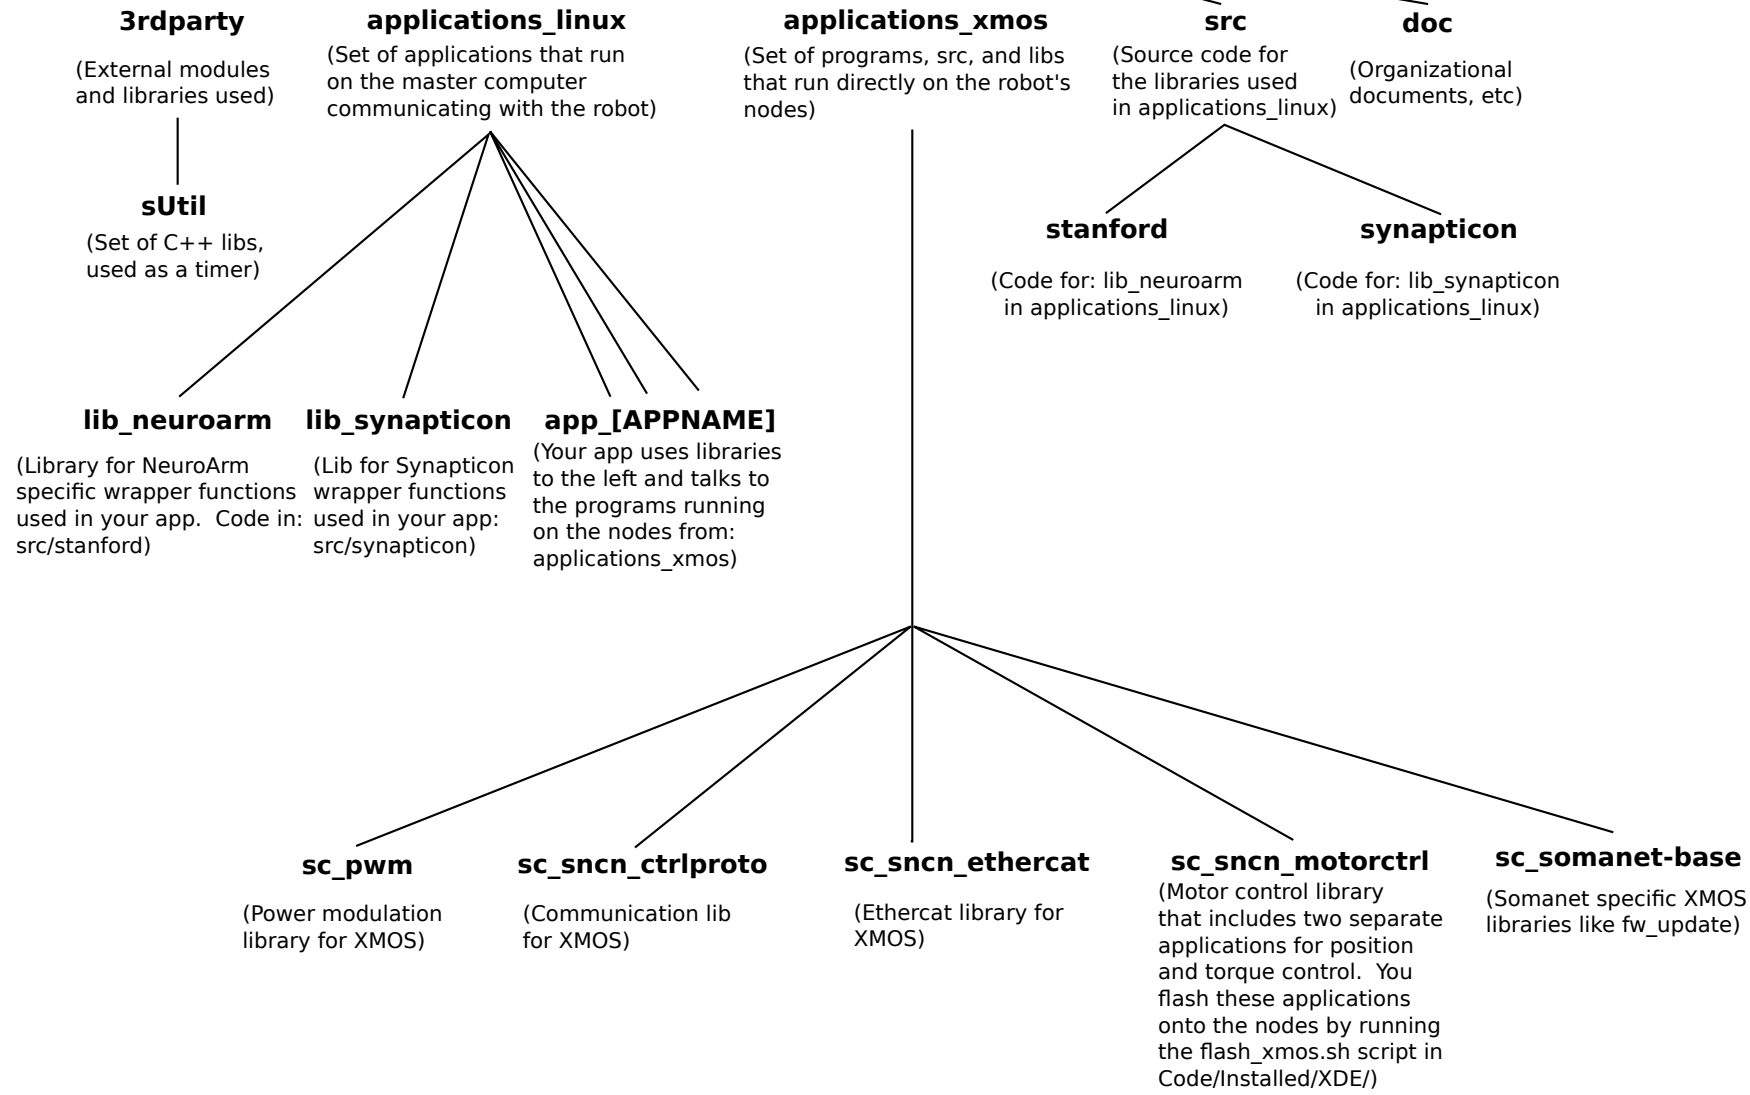 3rdparty
(External modules
and libraries used)
applications_linux
(Set of applications that run
on the master computer
communicating with the robot)
applications_xmos
(Set of programs, src, and libs
that run directly on the robot's
nodes)
src
(Source code for
the libraries used
in applications_linux)
doc
(Organizational
documents, etc)
sUtil
(Set of C++ libs,
used as a timer)
stanford
(Code for: lib_neuroarm
in applications_linux)
synapticon
(Code for: lib_synapticon
in applications_linux)
lib_neuroarm
(Library for NeuroArm
specific wrapper functions
used in your app.  Code in:
src/stanford)
lib_synapticon
(Lib for Synapticon
wrapper functions
used in your app:
src/synapticon)
app_[APPNAME]
(Your app uses libraries
to the left and talks to
the programs running
on the nodes from:
applications_xmos)
sc_pwm
(Power modulation
library for XMOS)
sc_sncn_ctrlproto
(Communication lib
for XMOS)
sc_sncn_ethercat
(Ethercat library for
XMOS)
sc_sncn_motorctrl
(Motor control library
that includes two separate
applications for position
and torque control.  You
flash these applications
onto the nodes by running
the flash_xmos.sh script in
Code/Installed/XDE/)
sc_somanet-base
(Somanet specific XMOS
libraries like fw_update)